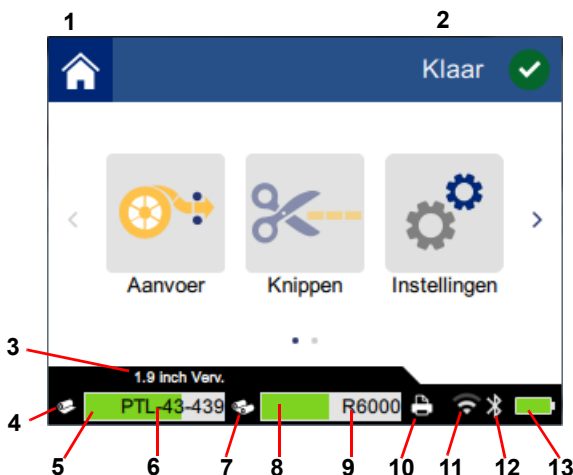 1 2
Klaar
Aanvoer Knippen Instellingen
3
1.9 inch Verv.
4 PTL-43-439 R6000
5 6 7 8 9 10 11 12 13